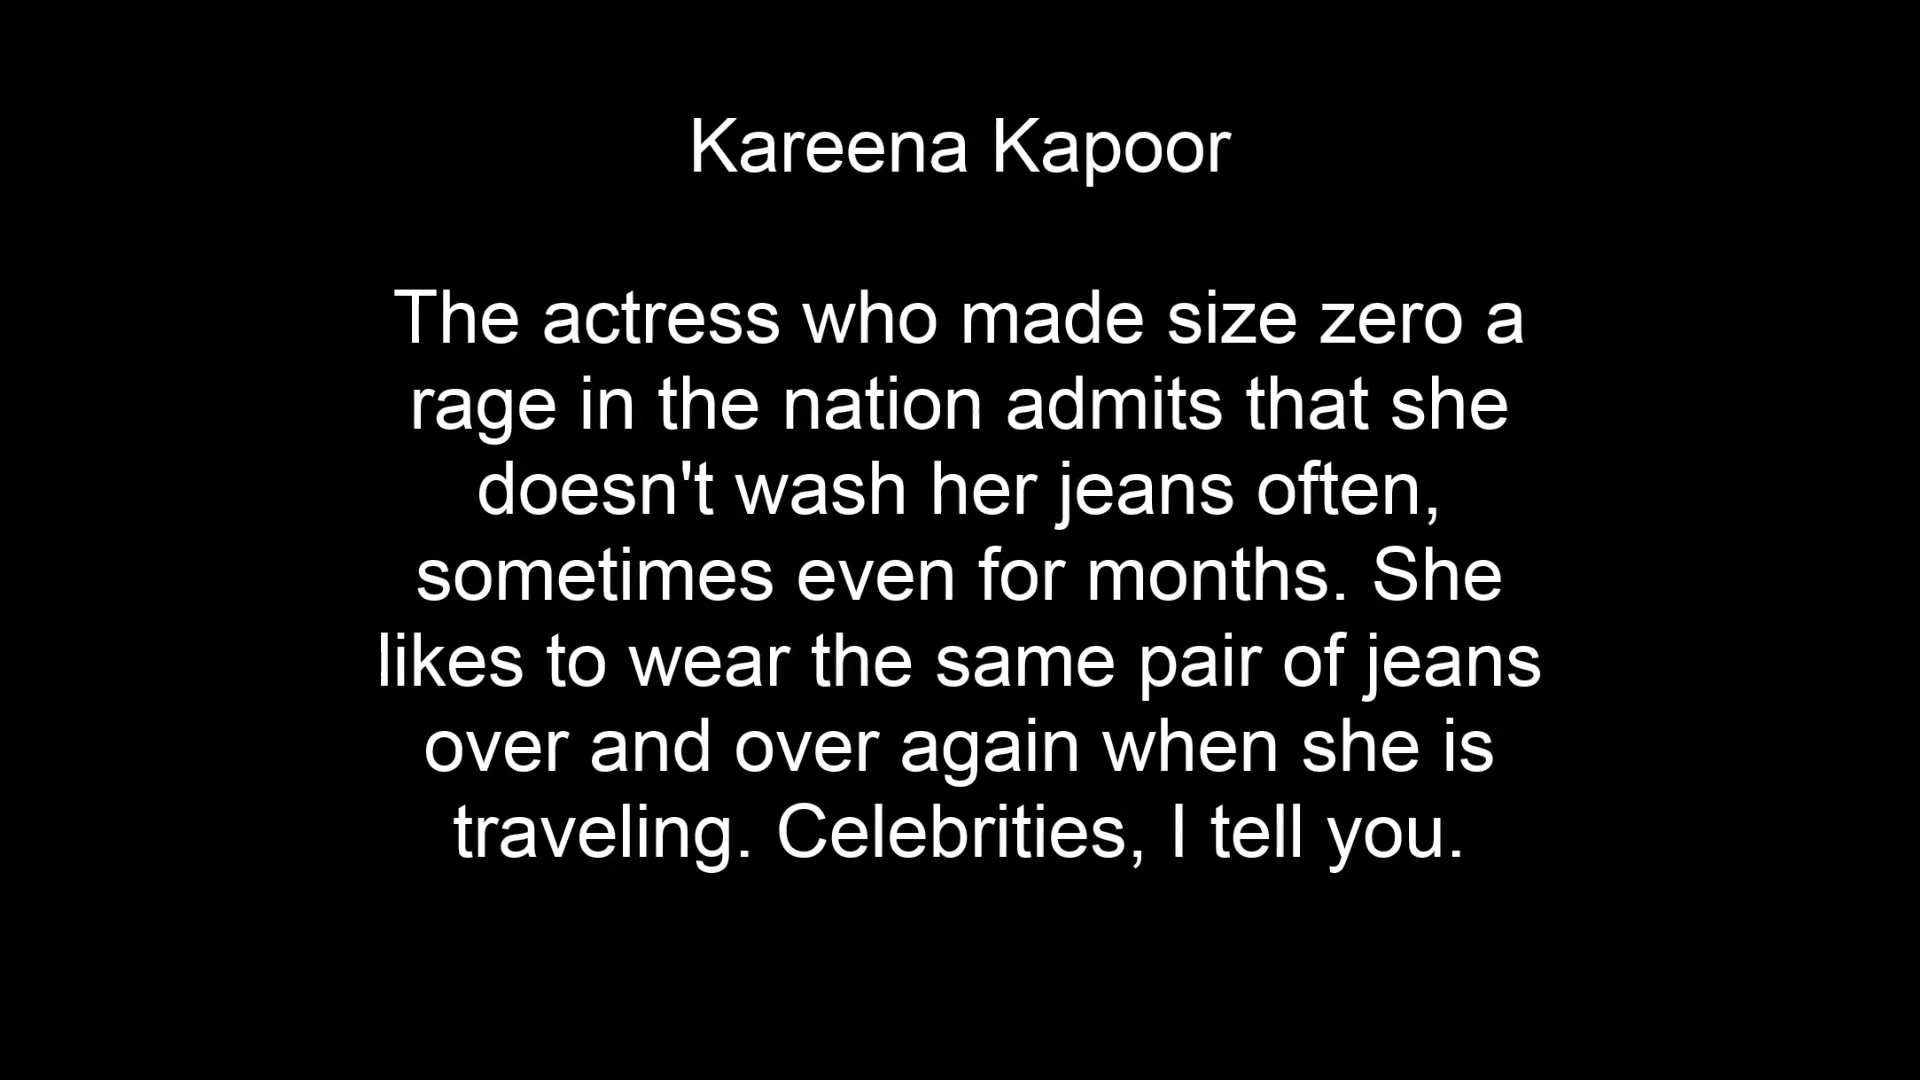 Kareena Kapoor
The actress who made size zero a
rage in the nation admits that she
doesn't wash her jeans often,
sometimes even for months. She
likes to wear the same pair of jeans
over and over again when she is
traveling. Celebrities, I tell you.